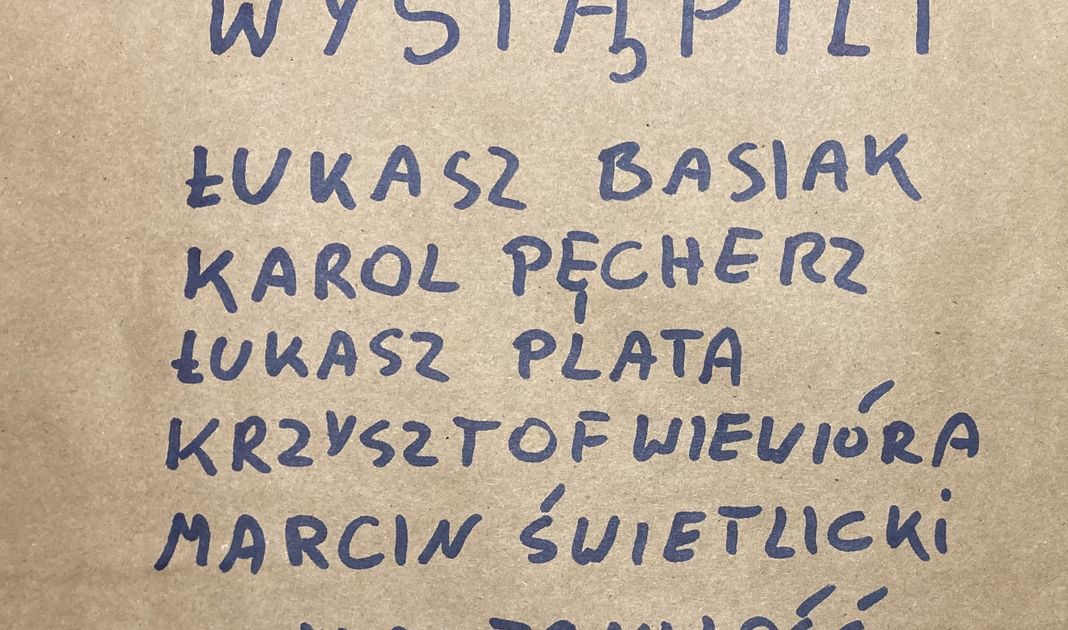 WYSTĄPILI
ŁUKASZ BASIAK
KAROL PĘCHERZ
ŁUKASZ PLATA
KRZYSZTOF WIEWIÓRA
MARCIN ŚWIETLICKi